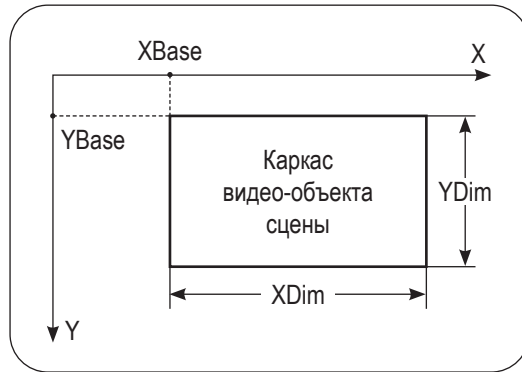 XBase
X
YBase
Каркас
видео-объекта
сцены
YDim
XDim
Y